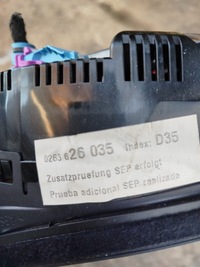 0263 626 035 Index: D35
Zusatzpruefung SEP erfolgt
Prueba adicional SEP realizada